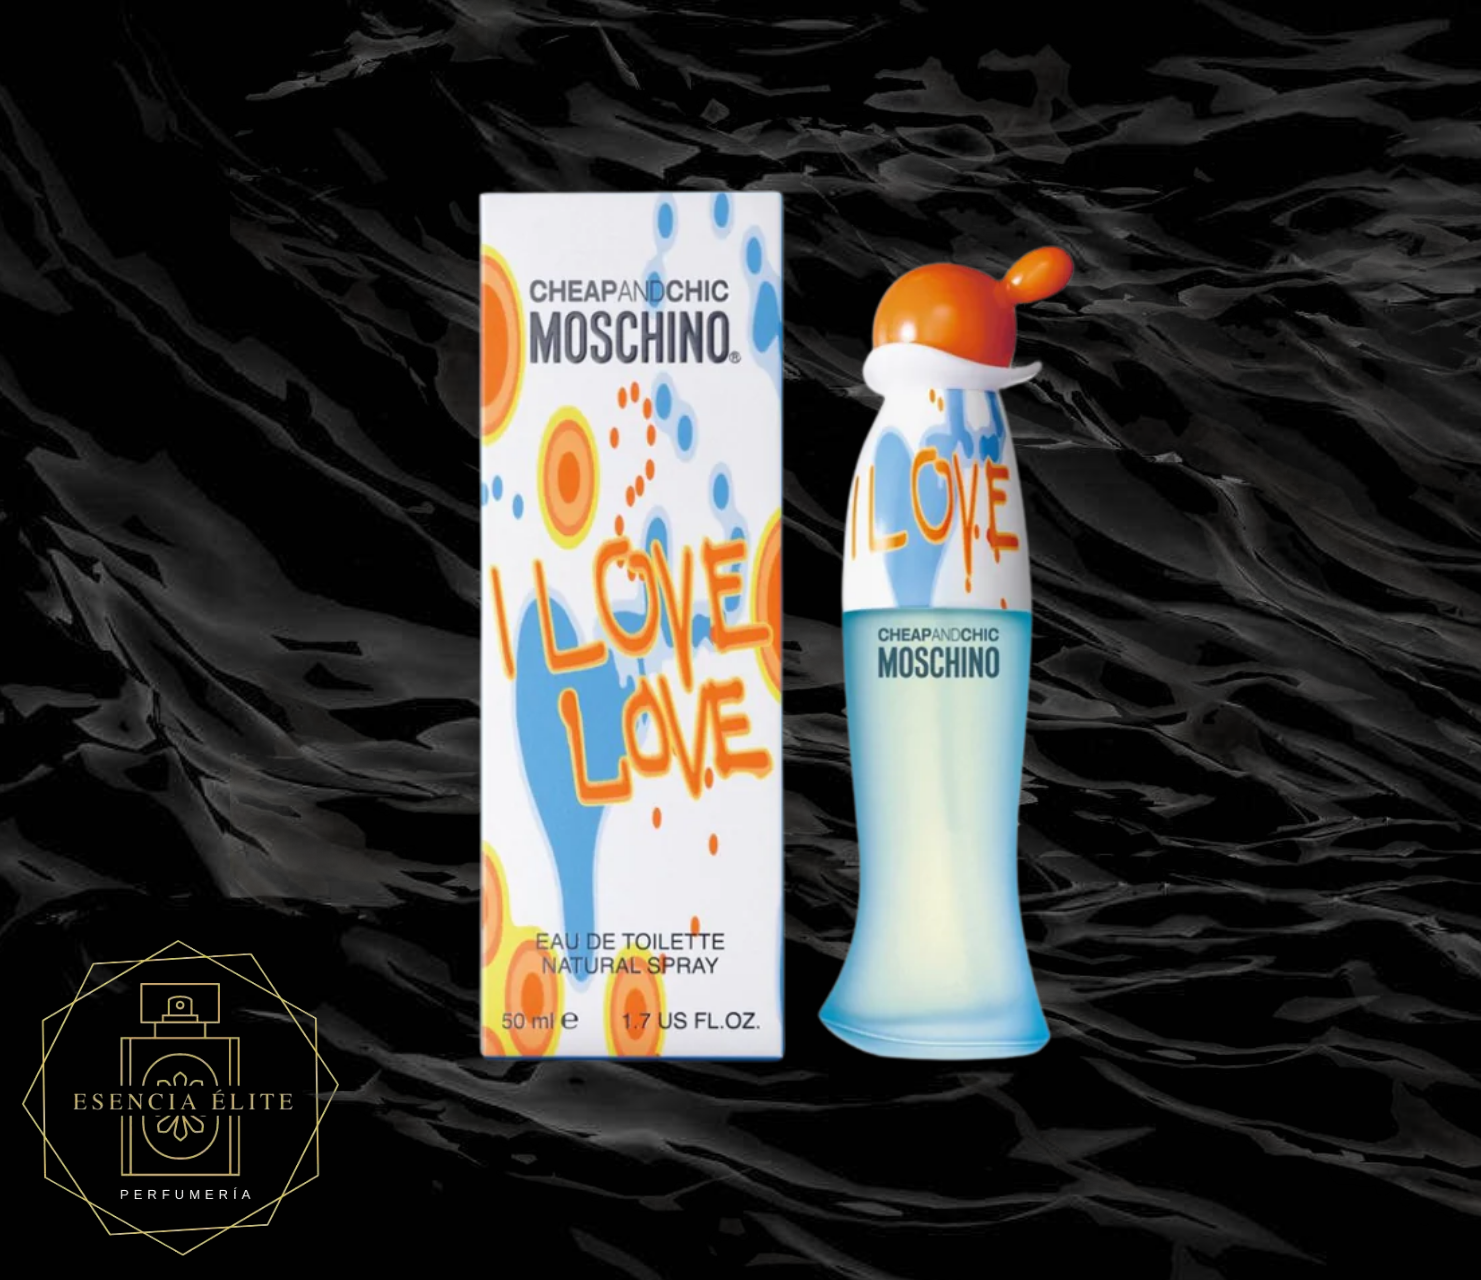 CHEAPANDCHIC
MOSCHINO®
I LOVE
LOVE
EAU DE TOILETTE
NATURAL SPRAY
50 ml ℮ 1.7 US FL.OZ.
I LOVE
CHEAPANDCHIC
MOSCHINO
ESENCIA ÉLITE
PERFUMERÍA